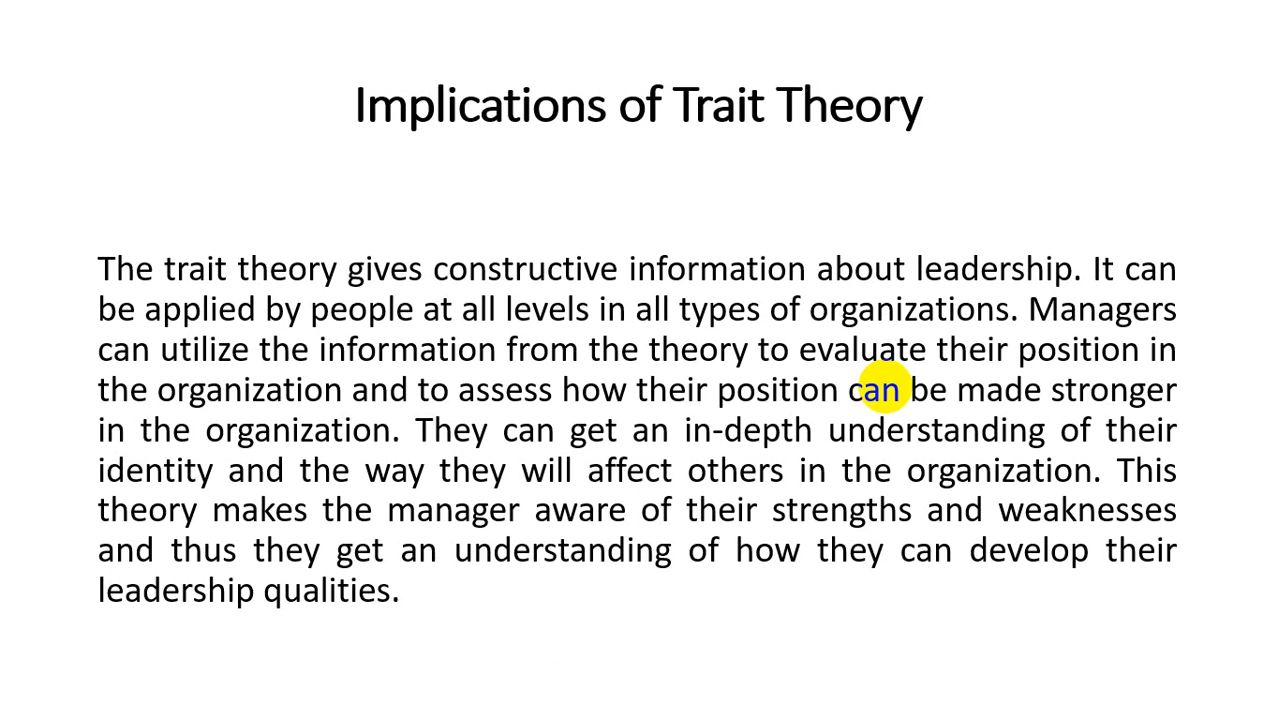 Implications of Trait Theory
The trait theory gives constructive information about leadership. It can
be applied by people at all levels in all types of organizations. Managers
can utilize the information from the theory to evaluate their position in
the organization and to assess how their position can be made stronger
in the organization. They can get an in-depth understanding of their
identity and the way they will affect others in the organization. This
theory makes the manager aware of their strengths and weaknesses
and thus they get an understanding of how they can develop their
leadership qualities.